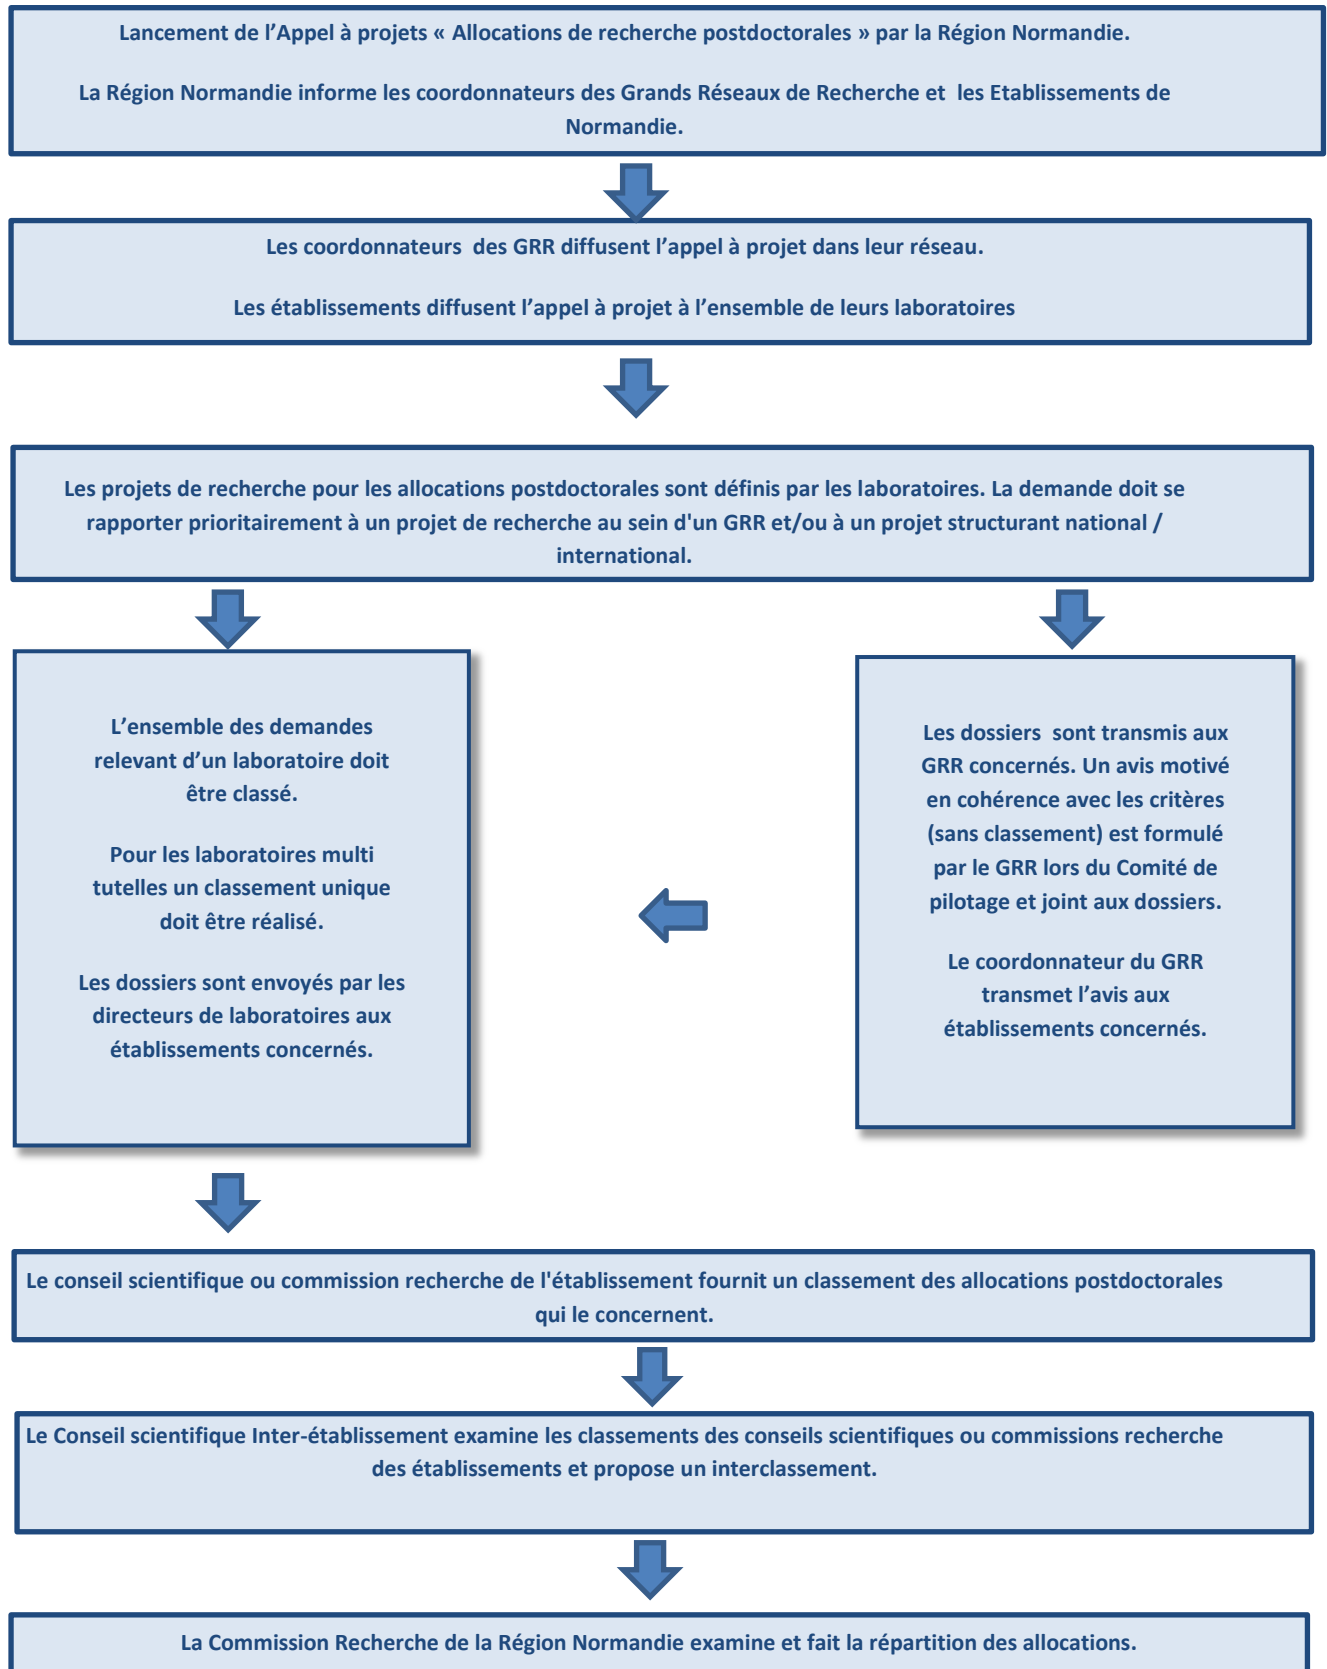 Lancement de l’Appel à projets « Allocations de recherche postdoctorales » par la Région Normandie.
La Région Normandie informe les coordonnateurs des Grands Réseaux de Recherche et les Etablissements de
Normandie.
Les coordonnateurs des GRR diffusent l’appel à projet dans leur réseau.
Les établissements diffusent l’appel à projet à l’ensemble de leurs laboratoires
Les projets de recherche pour les allocations postdoctorales sont définis par les laboratoires. La demande doit se
rapporter prioritairement à un projet de recherche au sein d'un GRR et/ou à un projet structurant national /
international.
L’ensemble des demandes
relevant d’un laboratoire doit
être classé.
Pour les laboratoires multi
tutelles un classement unique
doit être réalisé.
Les dossiers sont envoyés par les
directeurs de laboratoires aux
établissements concernés.
Les dossiers sont transmis aux
GRR concernés. Un avis motivé
en cohérence avec les critères
(sans classement) est formulé
par le GRR lors du Comité de
pilotage et joint aux dossiers.
Le coordonnateur du GRR
transmet l’avis aux
établissements concernés.
Le conseil scientifique ou commission recherche de l'établissement fournit un classement des allocations postdoctorales
qui le concernent.
Le Conseil scientifique Inter-établissement examine les classements des conseils scientifiques ou commissions recherche
des établissements et propose un interclassement.
La Commission Recherche de la Région Normandie examine et fait la répartition des allocations.